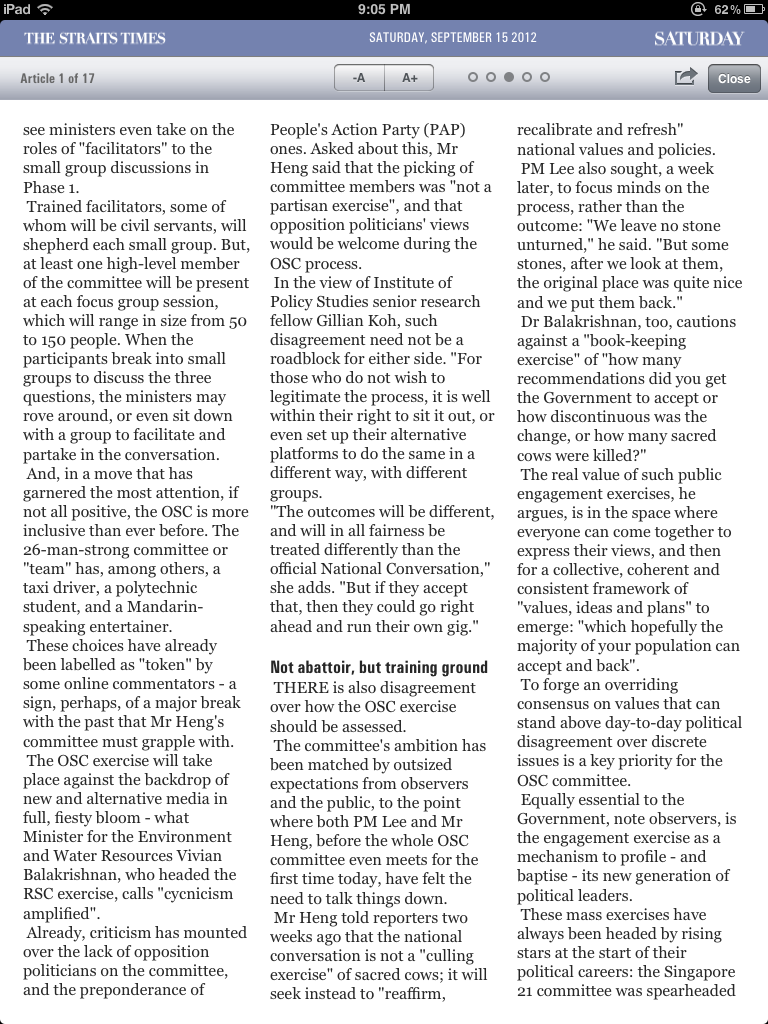 iPad
9:05 PM
62%
THE STRAITS TIMES
SATURDAY, SEPTEMBER 15 2012
SATURDAY
Article 1 of 17
-A
A+
Close
see ministers even take on the
roles of "facilitators" to the
small group discussions in
Phase 1.
Trained facilitators, some of
whom will be civil servants, will
shepherd each small group. But,
at least one high-level member
of the committee will be present
at each focus group session,
which will range in size from 50
to 150 people. When the
participants break into small
groups to discuss the three
questions, the ministers may
rove around, or even sit down
with a group to facilitate and
partake in the conversation.
And, in a move that has
garnered the most attention, if
not all positive, the OSC is more
inclusive than ever before. The
26-man-strong committee or
"team" has, among others, a
taxi driver, a polytechnic
student, and a Mandarin-
speaking entertainer.
These choices have already
been labelled as "token" by
some online commentators - a
sign, perhaps, of a major break
with the past that Mr Heng's
committee must grapple with.
The OSC exercise will take
place against the backdrop of
new and alternative media in
full, fiesty bloom - what
Minister for the Environment
and Water Resources Vivian
Balakrishnan, who headed the
RSC exercise, calls "cycnicism
amplified".
Already, criticism has mounted
over the lack of opposition
politicians on the committee,
and the preponderance of
People's Action Party (PAP)
ones. Asked about this, Mr
Heng said that the picking of
committee members was "not a
partisan exercise", and that
opposition politicians' views
would be welcome during the
OSC process.
In the view of Institute of
Policy Studies senior research
fellow Gillian Koh, such
disagreement need not be a
roadblock for either side. "For
those who do not wish to
legitimate the process, it is well
within their right to sit it out, or
even set up their alternative
platforms to do the same in a
different way, with different
groups.
"The outcomes will be different,
and will in all fairness be
treated differently than the
official National Conversation,"
she adds. "But if they accept
that, then they could go right
ahead and run their own gig."
Not abattoir, but training ground
THERE is also disagreement
over how the OSC exercise
should be assessed.
The committee's ambition has
been matched by outsized
expectations from observers
and the public, to the point
where both PM Lee and Mr
Heng, before the whole OSC
committee even meets for the
first time today, have felt the
need to talk things down.
Mr Heng told reporters two
weeks ago that the national
conversation is not a "culling
exercise" of sacred cows; it will
seek instead to "reaffirm,
recalibrate and refresh"
national values and policies.
PM Lee also sought, a week
later, to focus minds on the
process, rather than the
outcome: "We leave no stone
unturned," he said. "But some
stones, after we look at them,
the original place was quite nice
and we put them back."
Dr Balakrishnan, too, cautions
against a "book-keeping
exercise" of "how many
recommendations did you get
the Government to accept or
how discontinuous was the
change, or how many sacred
cows were killed?"
The real value of such public
engagement exercises, he
argues, is in the space where
everyone can come together to
express their views, and then
for a collective, coherent and
consistent framework of
"values, ideas and plans" to
emerge: "which hopefully the
majority of your population can
accept and back".
To forge an overriding
consensus on values that can
stand above day-to-day political
disagreement over discrete
issues is a key priority for the
OSC committee.
Equally essential to the
Government, note observers, is
the engagement exercise as a
mechanism to profile - and
baptise - its new generation of
political leaders.
These mass exercises have
always been headed by rising
stars at the start of their
political careers: the Singapore
21 committee was spearheaded